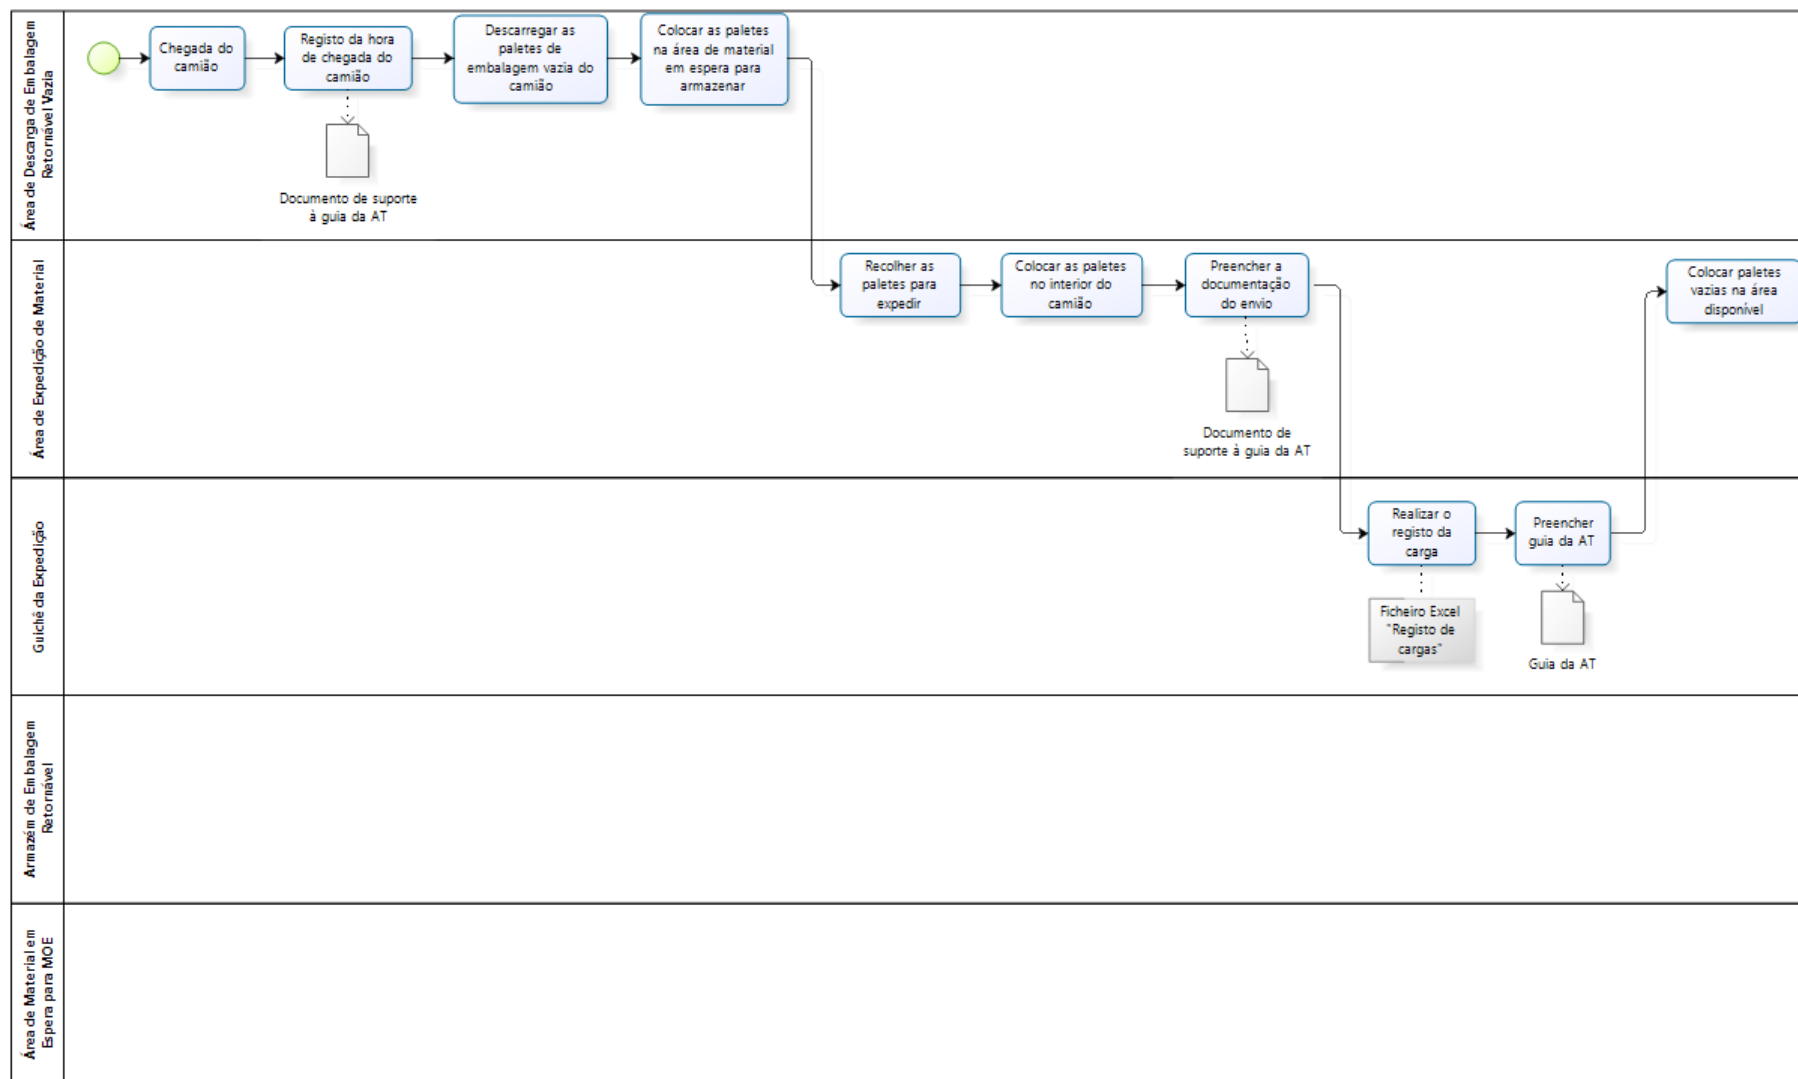 Área de Descarga de Embalagem
Retornável Vazia
Chegada do
camião
Registo da hora
de chegada do
camião
Documento de suporte
à guia da AT
Descarregar as
paletes de
embalagem vazia do
camião
Colocar as paletes
na área de material
em espera para
armazenar
Área de Expedição de Material
Recolher as
paletes para
expedir
Colocar as paletes
no interior do
camião
Preencher a
documentação
do envio
Documento de
suporte à guia da AT
Colocar paletes
vazias na área
disponível
Guiché da Expedição
Realizar o
registo da
carga
Ficheiro Excel
"Registo de
cargas"
Preencher
guia da AT
Guia da AT
Armazém de Embalagem
Retornável
Área de Material em
Espera para MOE